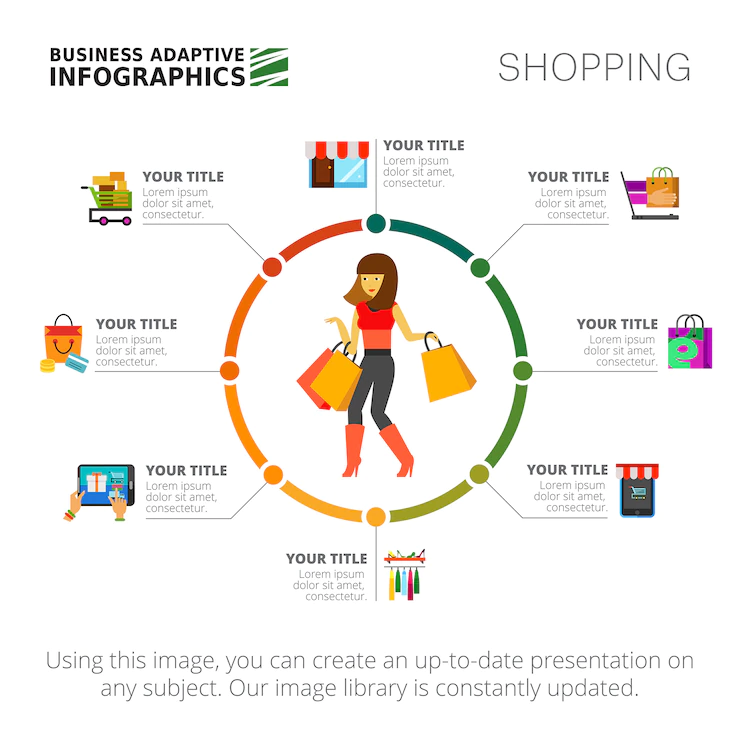 BUSINESS ADAPTIVE
INFOGRAPHICS
SHOPPING
YOUR TITLE
Lorem ipsum
dolor sit amet,
consectetur.
YOUR TITLE
Lorem ipsum
dolor sit amet,
consectetur.
YOUR TITLE
Lorem ipsum
dolor sit amet,
consectetur.
YOUR TITLE
Lorem ipsum
dolor sit amet,
consectetur.
YOUR TITLE
Lorem ipsum
dolor sit amet,
consectetur.
e
YOUR TITLE
Lorem ipsum
dolor sit amet,
consectetur.
YOUR TITLE
Lorem ipsum
dolor sit amet,
consectetur.
YOUR TITLE
Lorem ipsum
dolor sit amet,
consectetur.
Using this image, you can create an up-to-date presentation on
any subject. Our image library is constantly updated.